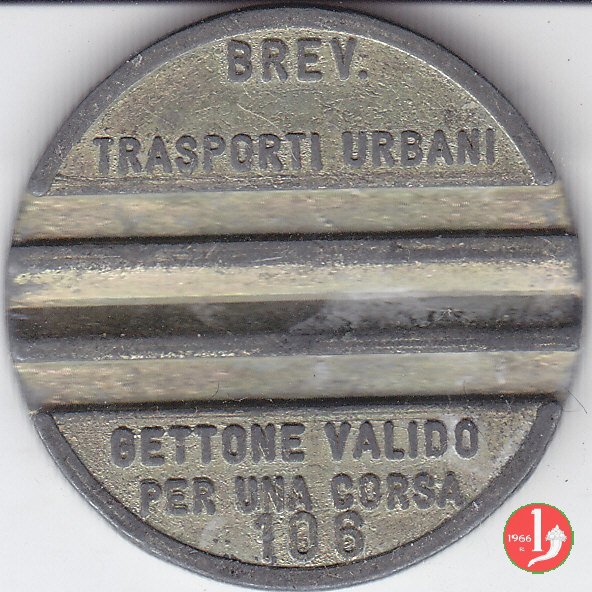 BREV.
TRASPORTI URBANI
GETTONE VALIDO
PER UNA CORSA
106
1966